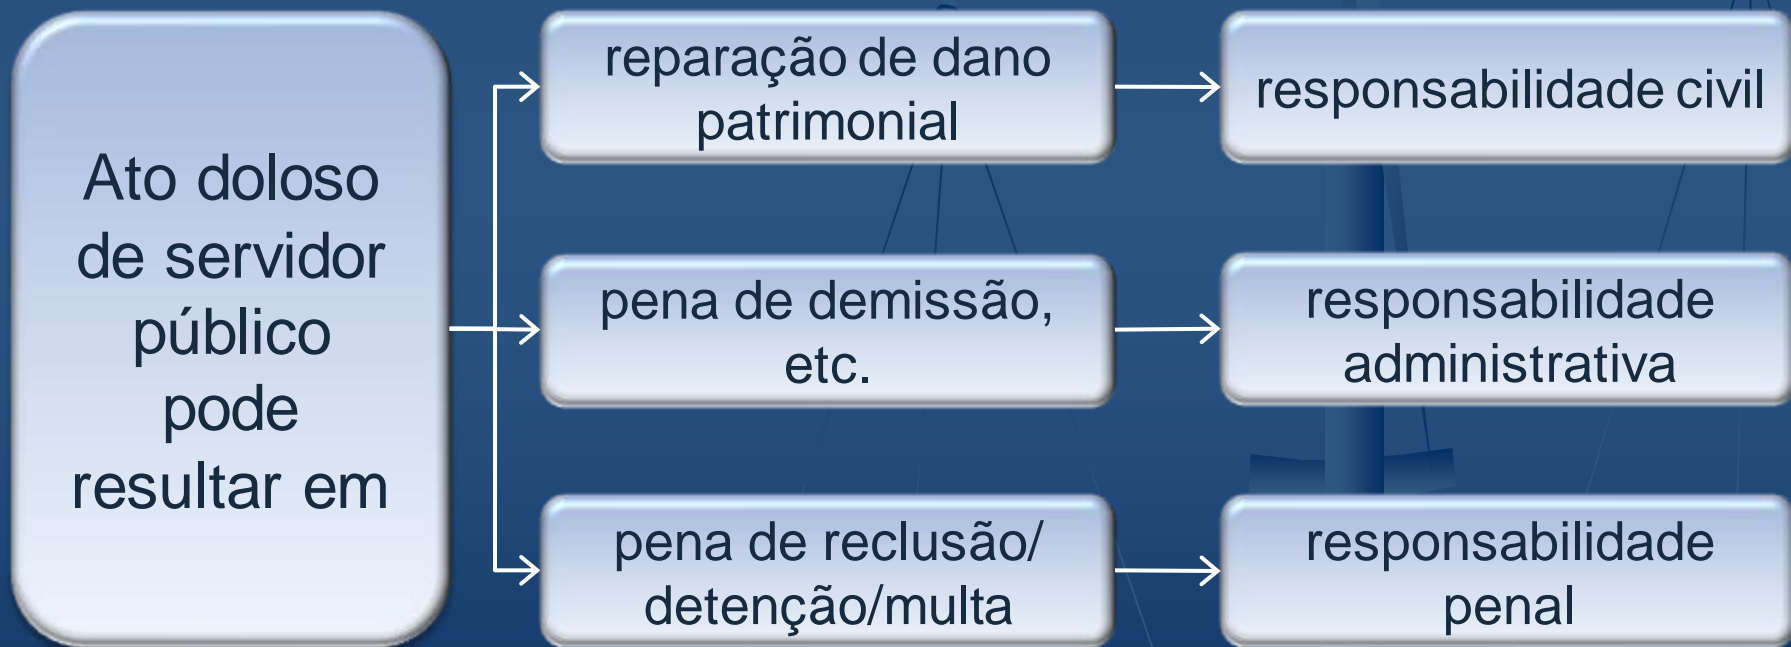 Ato doloso
de servidor
público
pode
resultar em
reparação de dano
patrimonial
responsabilidade civil
pena de demissão,
etc.
responsabilidade
administrativa
pena de reclusão/
detenção/multa
responsabilidade
penal